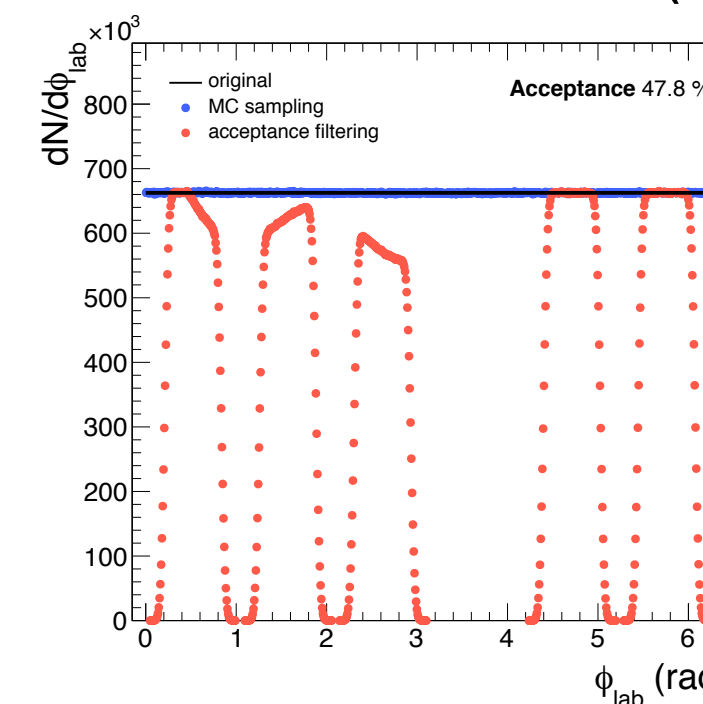 ×10³
dN/dϕlab
original
MC sampling
acceptance filtering
Acceptance 47.8 %
800
700
600
500
400
300
200
100
0
0 1 2 3 4 5 6
ϕlab (rad